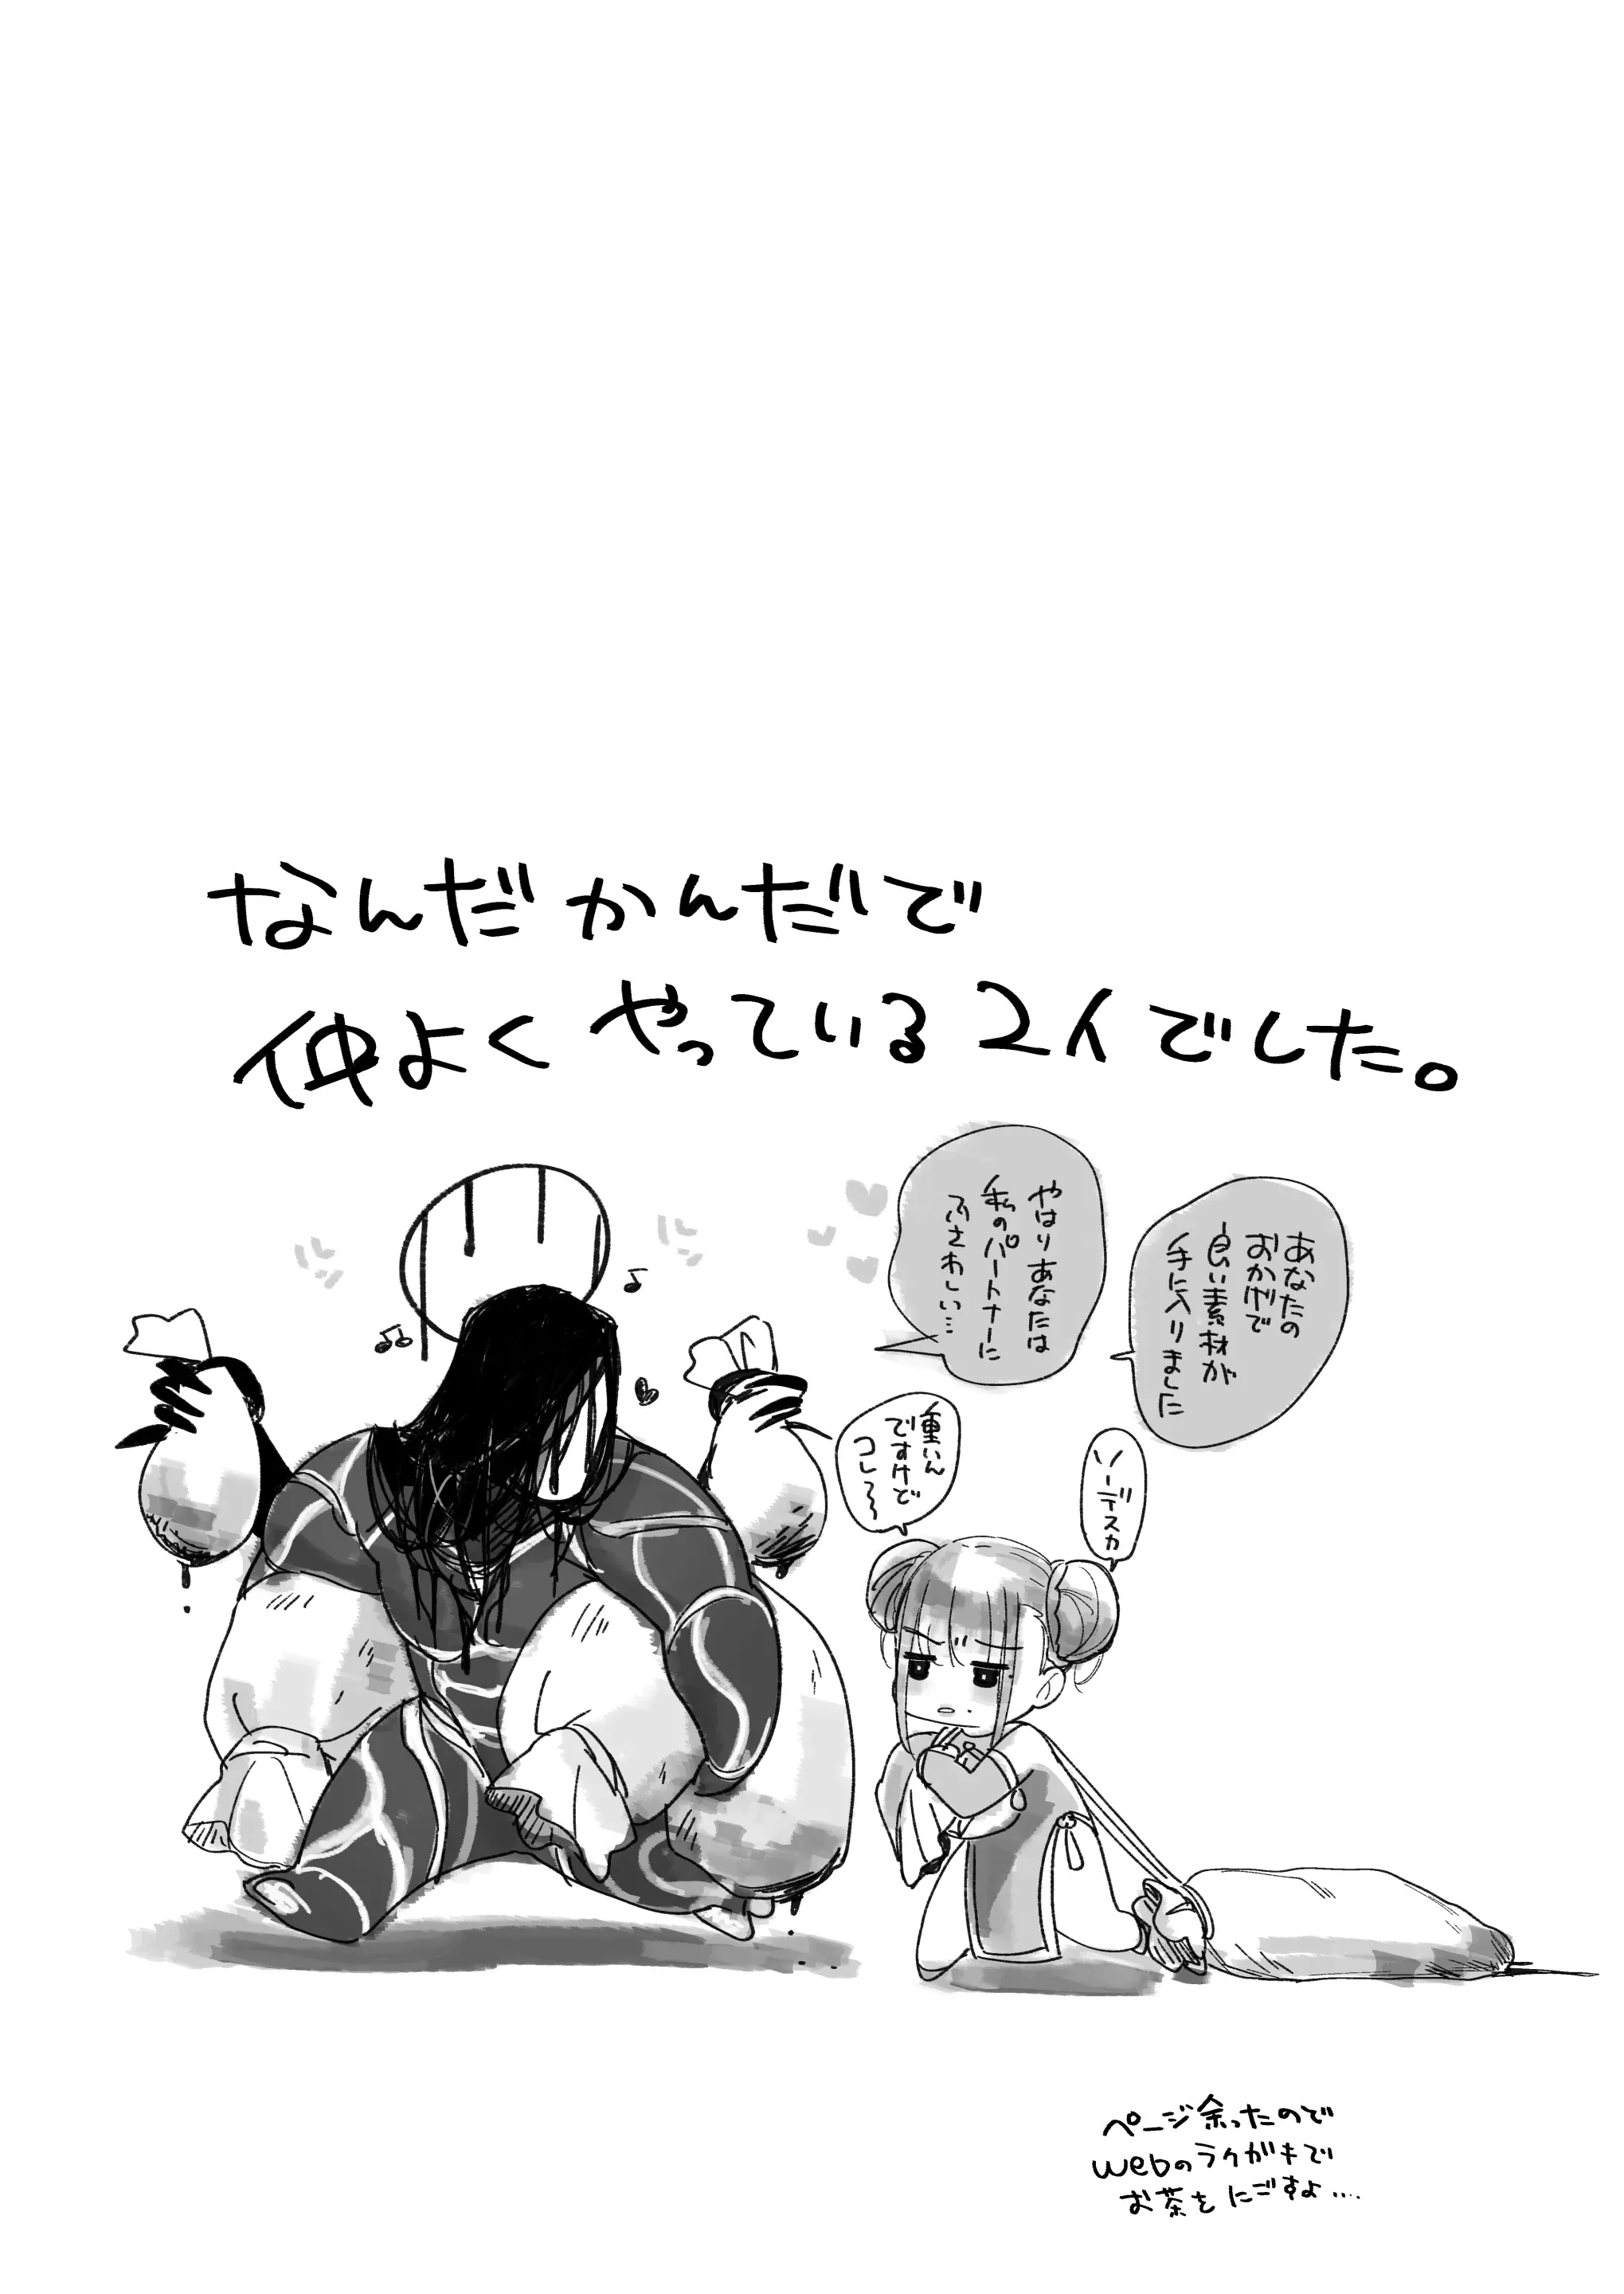 なんだかんだで
仲よくやっている2人でした。
あなたの
おかげで
良い素材が
手に入りました
やはりあなたは
私のパートナーに
ふさわしい…
ソーデスカ
重いん
ですけど
コレ〜〜
ページ余ったので
webのラクガキで
お茶をにごすよ....